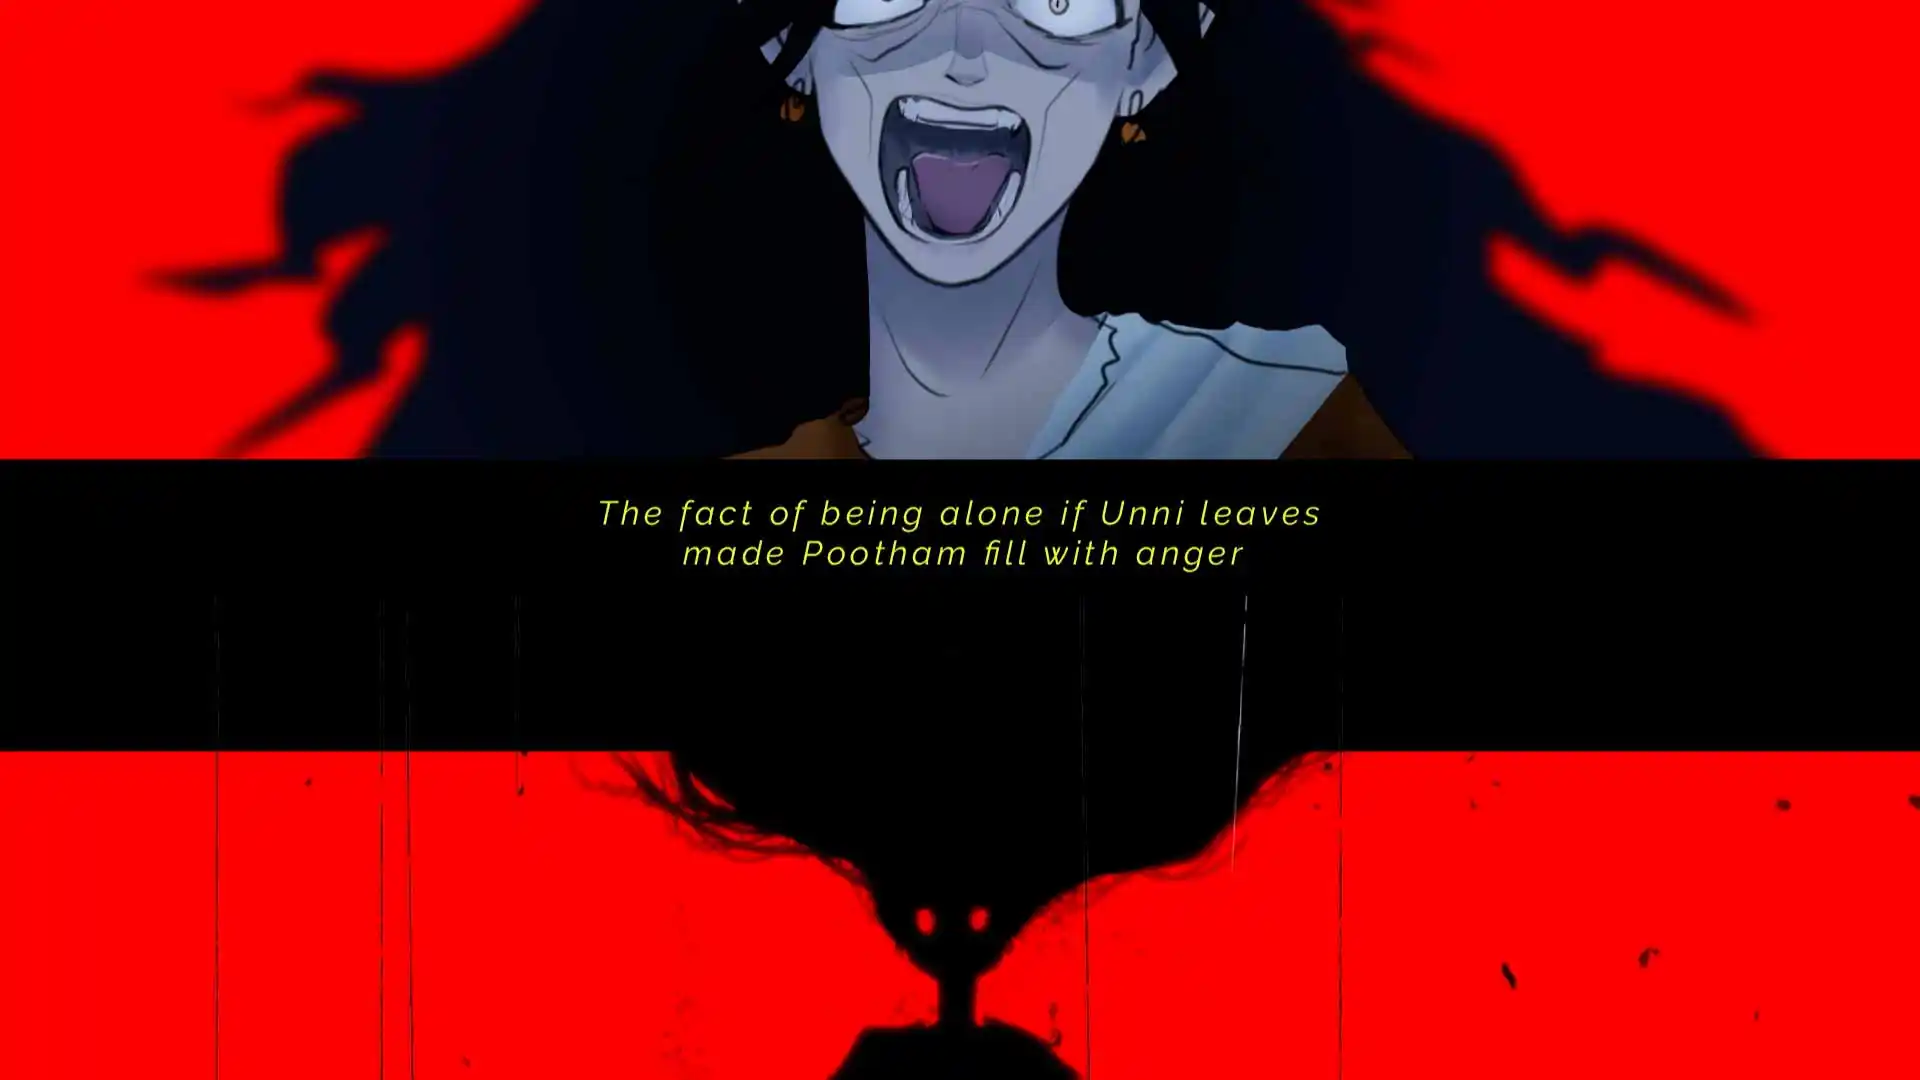 The fact of being alone if Unni leaves
made Pootham fill with anger